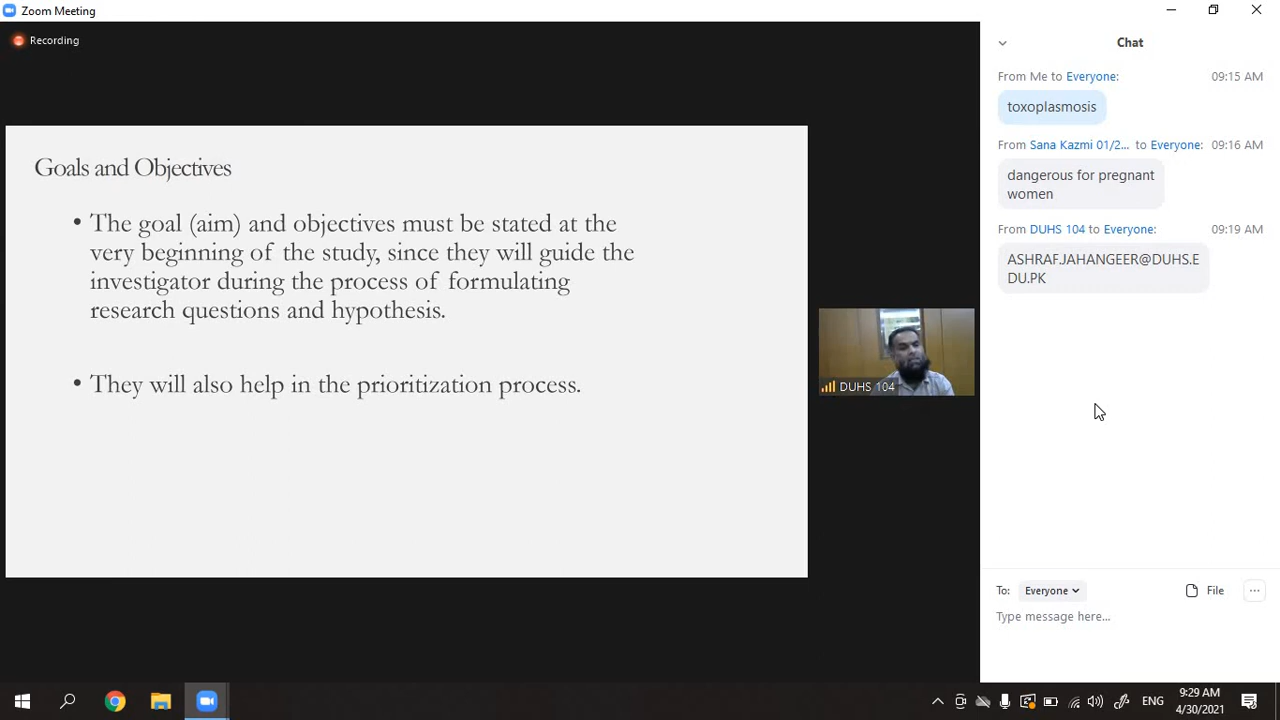 Zoom Meeting
Recording
Goals and Objectives
• The goal (aim) and objectives must be stated at the
very beginning of the study, since they will guide the
investigator during the process of formulating
research questions and hypothesis.
• They will also help in the prioritization process.
DUHS 104
Chat
From Me to Everyone: 09:15 AM
toxoplasmosis
From Sana Kazmi 01/2... to Everyone: 09:16 AM
dangerous for pregnant
women
From DUHS 104 to Everyone: 09:19 AM
ASHRAF.JAHANGEER@DUHS.E
DU.PK
To: Everyone File
Type message here...
ENG
9:29 AM
4/30/2021